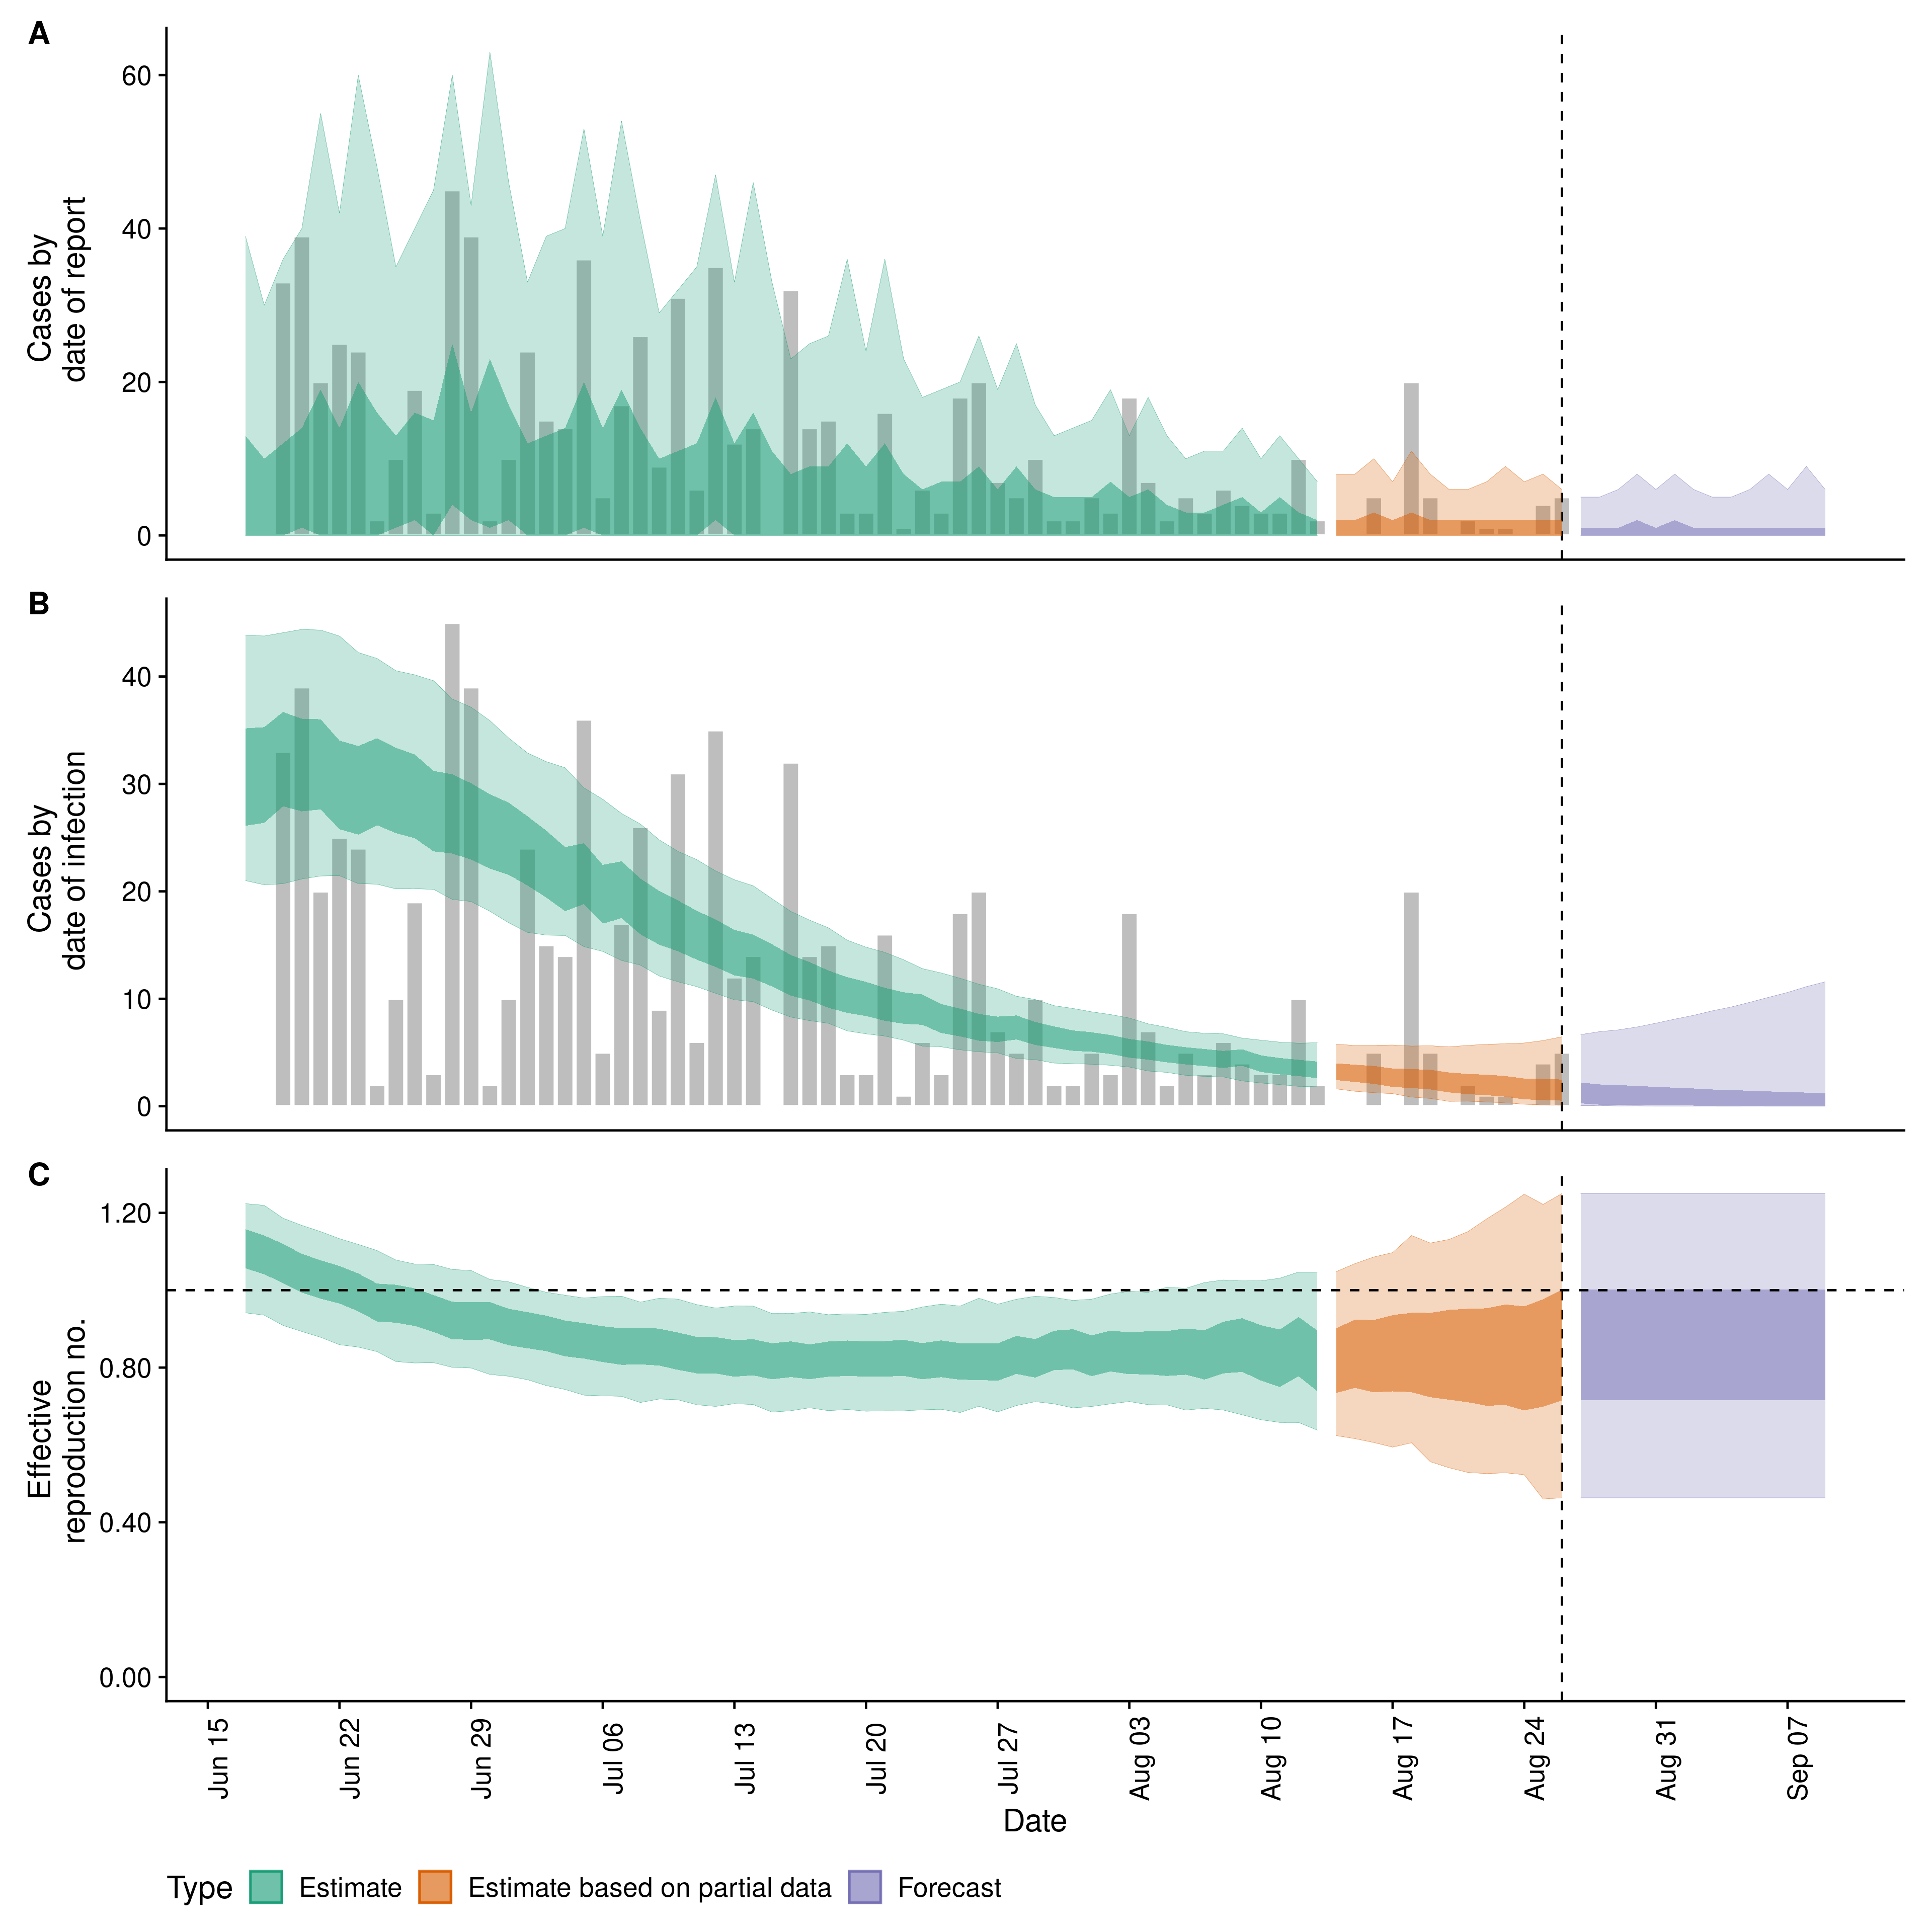 A
Cases by
date of report
60
40
20
0
B
Cases by
date of infection
40
30
20
10
0
C
Effective
reproduction no.
1.20
0.80
0.40
0.00
Jun 15
Jun 22
Jun 29
Jul 06
Jul 13
Jul 20
Jul 27
Aug 03
Aug 10
Aug 17
Aug 24
Aug 31
Sep 07
Date
Type Estimate Estimate based on partial data Forecast